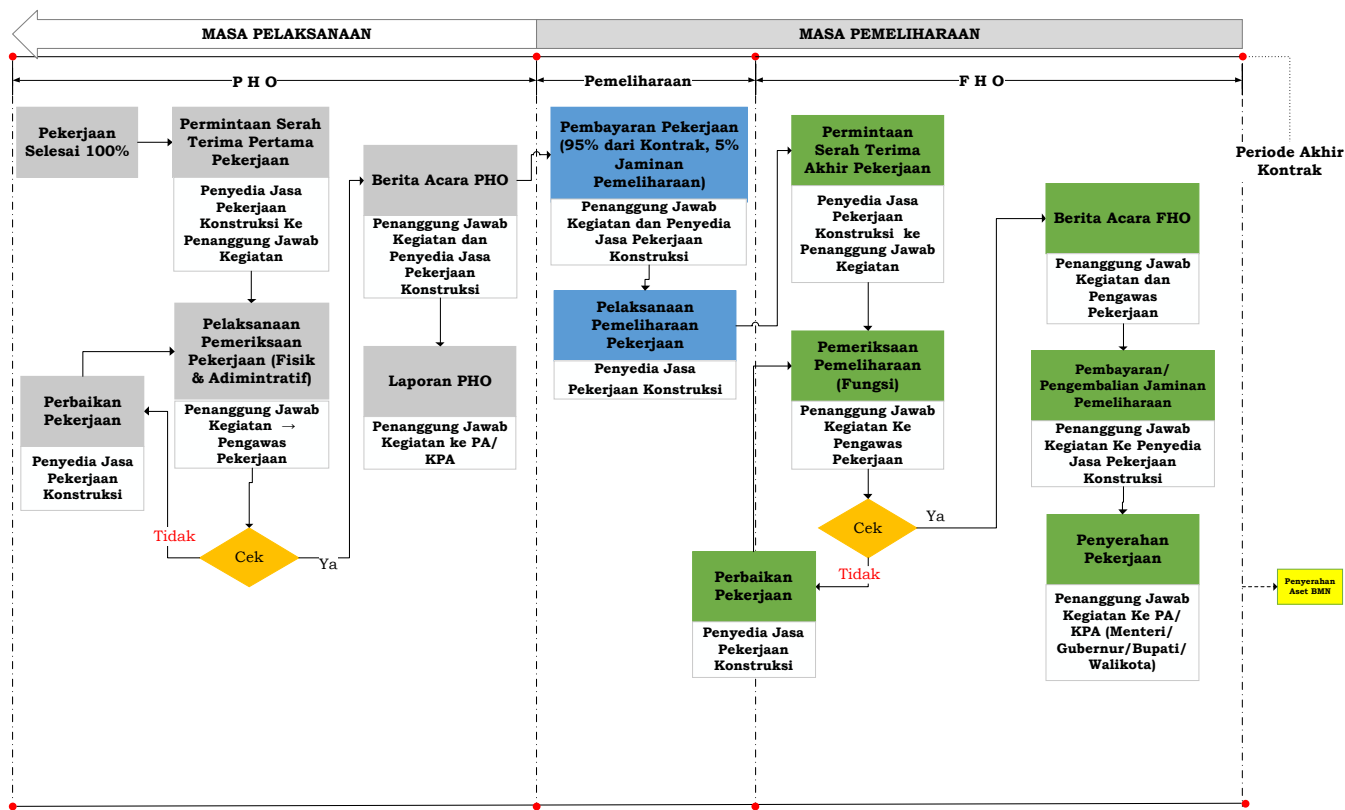 MASA PELAKSANAAN
MASA PEMELIHARAAN
P H O
Pemeliharaan
F H O
Pekerjaan
Selesai 100%
Permintaan Serah
Terima Pertama
Pekerjaan
Penyedia Jasa
Pekerjaan
Konstruksi Ke
Penanggung Jawab
Kegiatan
Pelaksanaan
Pemeriksaan
Pekerjaan (Fisik
& Adimintratif)
Penanggung Jawab
Kegiatan →
Pengawas
Pekerjaan
Perbaikan
Pekerjaan
Penyedia Jasa
Pekerjaan
Konstruksi
Tidak
Cek
Ya
Berita Acara PHO
Penanggung Jawab
Kegiatan dan
Penyedia Jasa
Pekerjaan
Konstruksi
Laporan PHO
Penanggung Jawab
Kegiatan ke PA/
KPA
Pembayaran Pekerjaan
(95% dari Kontrak, 5%
Jaminan
Pemeliharaan)
Penanggung Jawab
Kegiatan dan Penyedia
Jasa Pekerjaan
Konstruksi
Pelaksanaan
Pemeliharaan
Pekerjaan
Penyedia Jasa
Pekerjaan Konstruksi
Permintaan
Serah Terima
Akhir Pekerjaan
Penyedia Jasa
Pekerjaan
Konstruksi ke
Penanggung Jawab
Kegiatan
Pemeriksaan
Pemeliharaan
(Fungsi)
Penanggung Jawab
Kegiatan Ke
Pengawas
Pekerjaan
Cek
Ya
Tidak
Perbaikan
Pekerjaan
Penyedia Jasa
Pekerjaan
Konstruksi
Berita Acara FHO
Penanggung Jawab
Kegiatan dan
Pengawas
Pekerjaan
Pembayaran/
Pengembalian Jaminan
Pemeliharaan
Penanggung Jawab
Kegiatan Ke Penyedia
Jasa Pekerjaan
Konstruksi
Penyerahan
Pekerjaan
Penanggung Jawab
Kegiatan Ke PA/
KPA (Menteri/
Gubernur/Bupati/
Walikota)
Periode Akhir
Kontrak
Penyerahan
Aset BMN